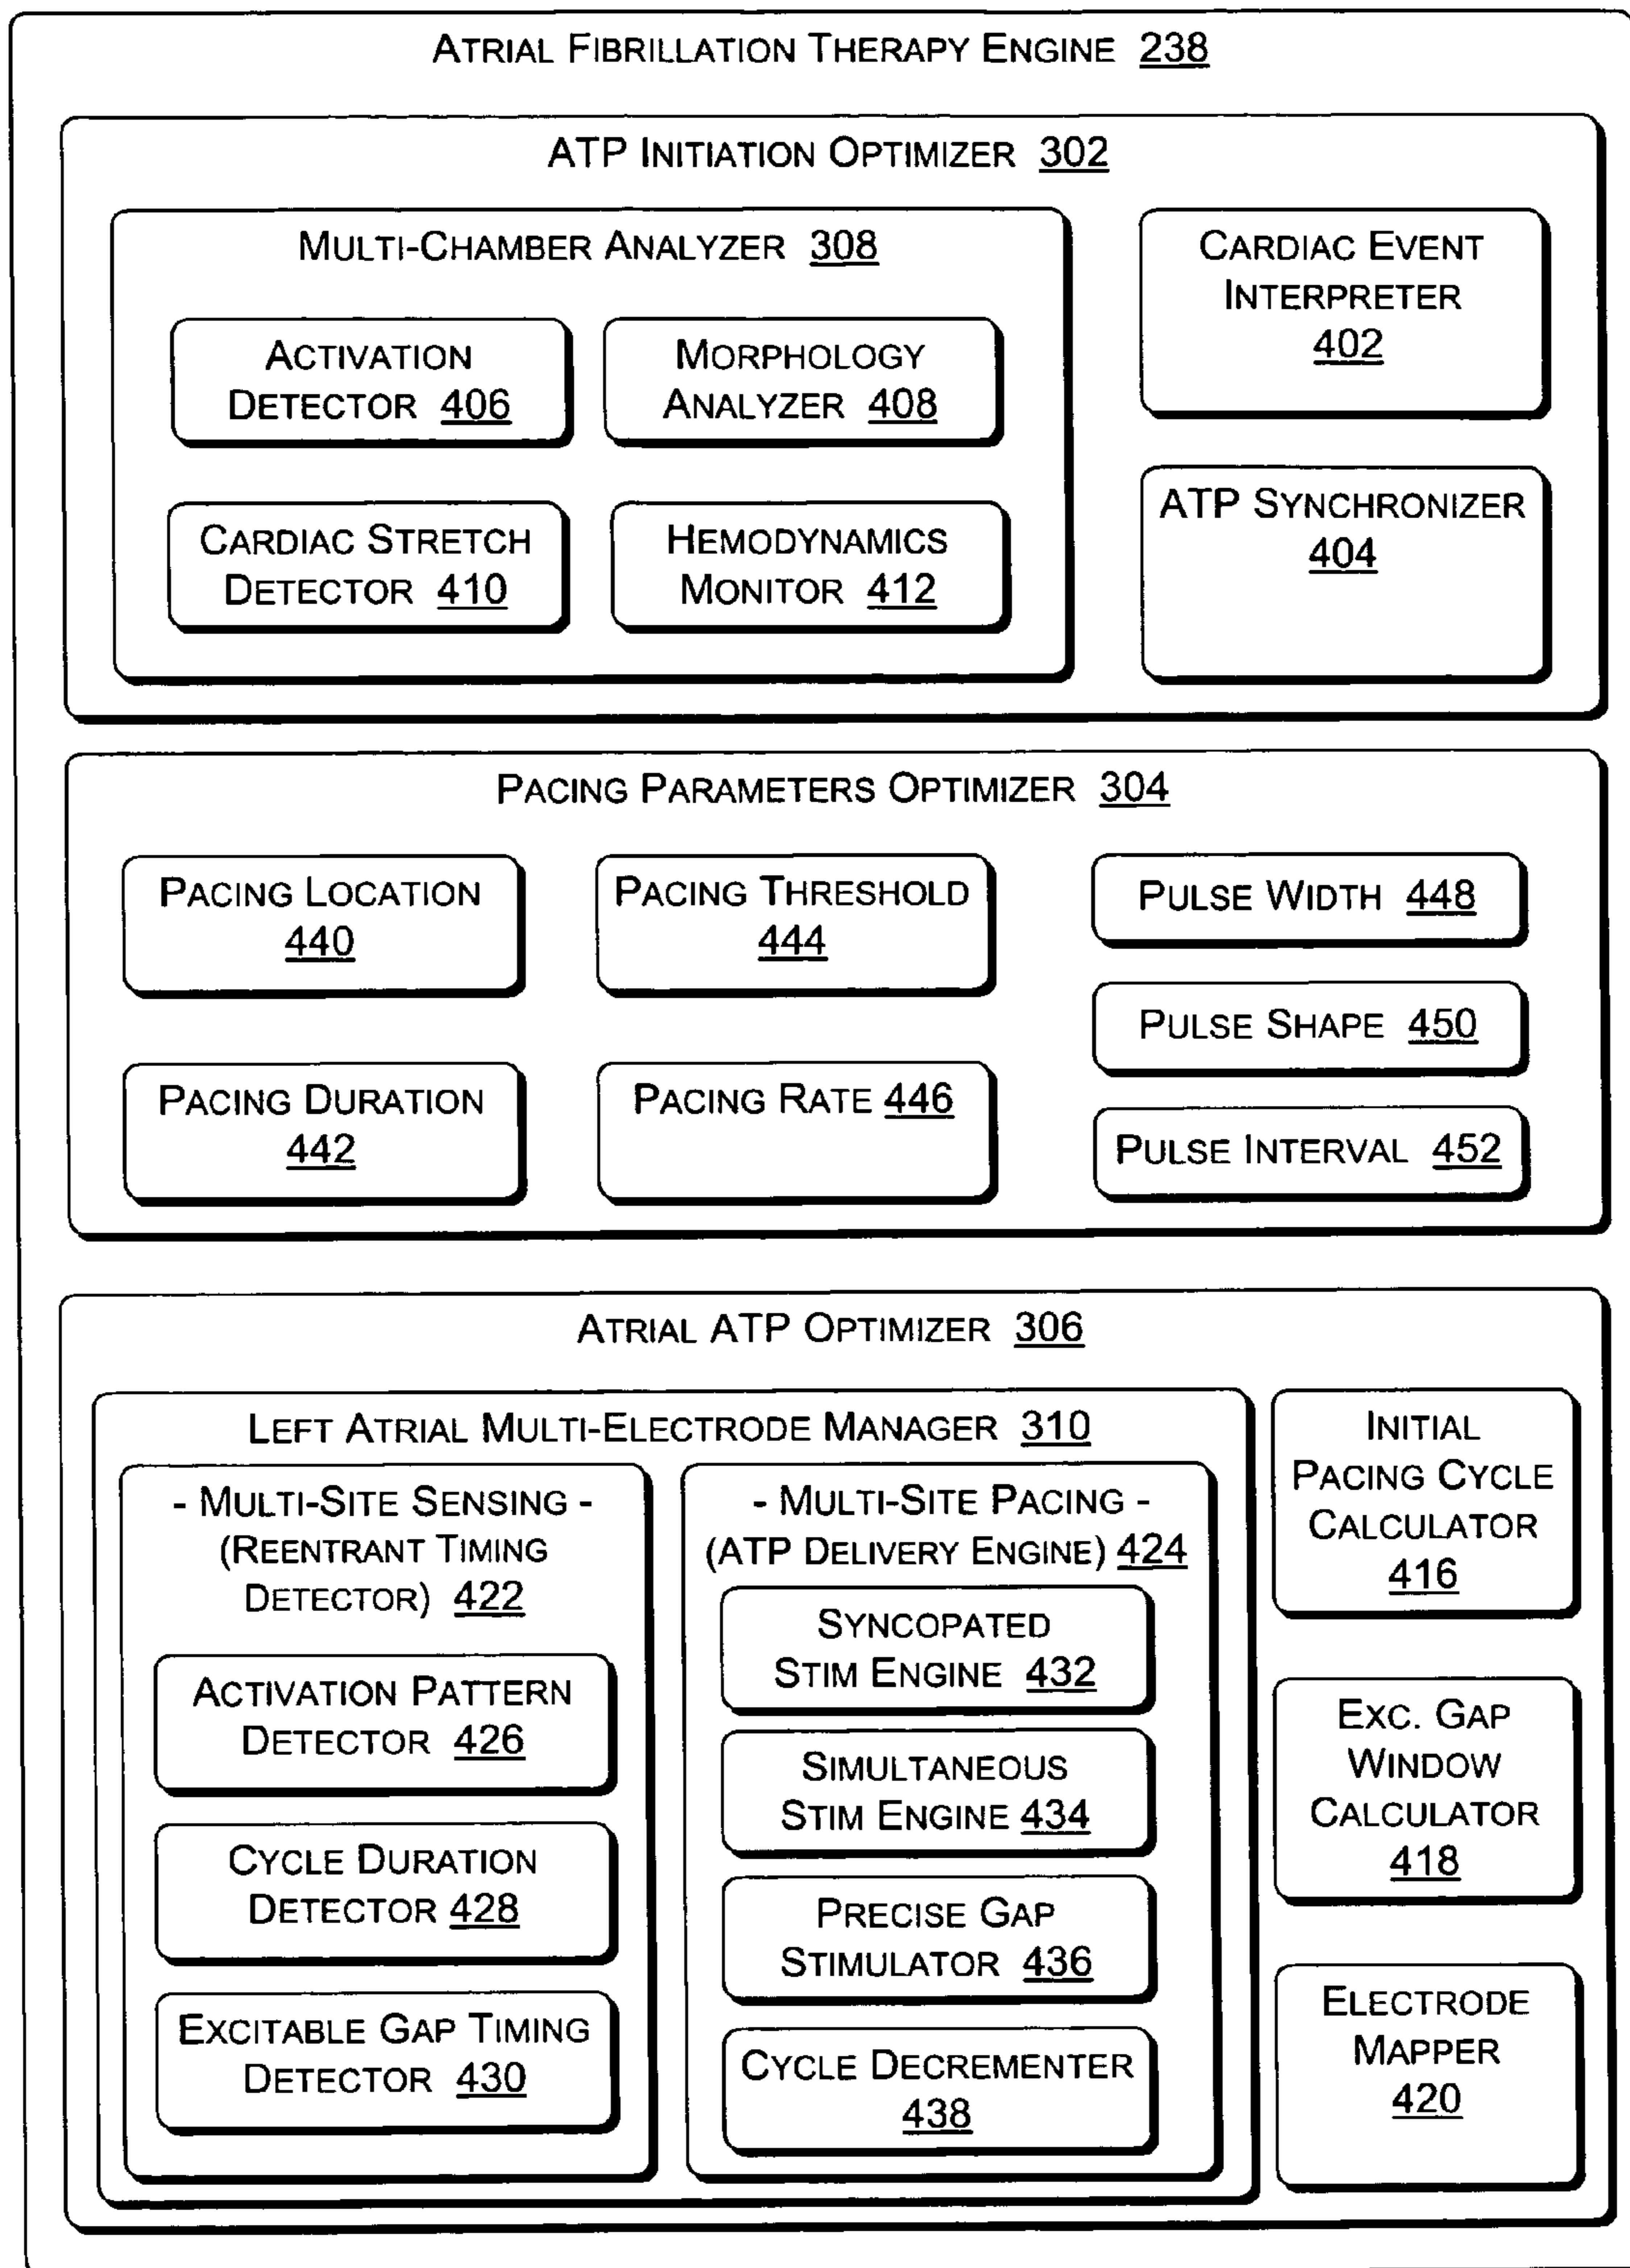 ATRIAL FIBRILLATION THERAPY ENGINE 238
ATP INITIATION OPTIMIZER 302
MULTI-CHAMBER ANALYZER 308
ACTIVATION
DETECTOR 406
MORPHOLOGY
ANALYZER 408
CARDIAC STRETCH
DETECTOR 410
HEMODYNAMICS
MONITOR 412
CARDIAC EVENT
INTERPRETER
402
ATP SYNCHRONIZER
404
PACING PARAMETERS OPTIMIZER 304
PACING LOCATION
440
PACING THRESHOLD
444
PULSE WIDTH 448
PULSE SHAPE 450
PACING DURATION
442
PACING RATE 446
PULSE INTERVAL 452
ATRIAL ATP OPTIMIZER 306
LEFT ATRIAL MULTI-ELECTRODE MANAGER 310
- MULTI-SITE SENSING -
(REENTRANT TIMING
DETECTOR) 422
ACTIVATION PATTERN
DETECTOR 426
CYCLE DURATION
DETECTOR 428
EXCITABLE GAP TIMING
DETECTOR 430
- MULTI-SITE PACING -
(ATP DELIVERY ENGINE) 424
SYNCOPATED
STIM ENGINE 432
SIMULTANEOUS
STIM ENGINE 434
PRECISE GAP
STIMULATOR 436
CYCLE DECREMENTER
438
INITIAL
PACING CYCLE
CALCULATOR
416
EXC. GAP
WINDOW
CALCULATOR
418
ELECTRODE
MAPPER
420